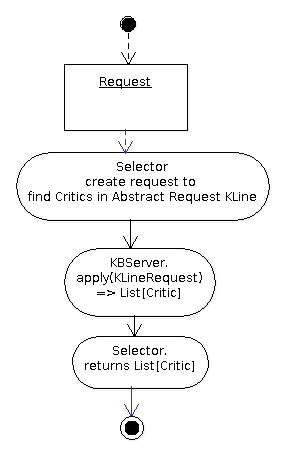 Request
Selector
create request to
find Critics in Abstract Request KLine
KBServer.
apply(KLineRequest)
=> List[Critic]
Selector.
returns List[Critic]